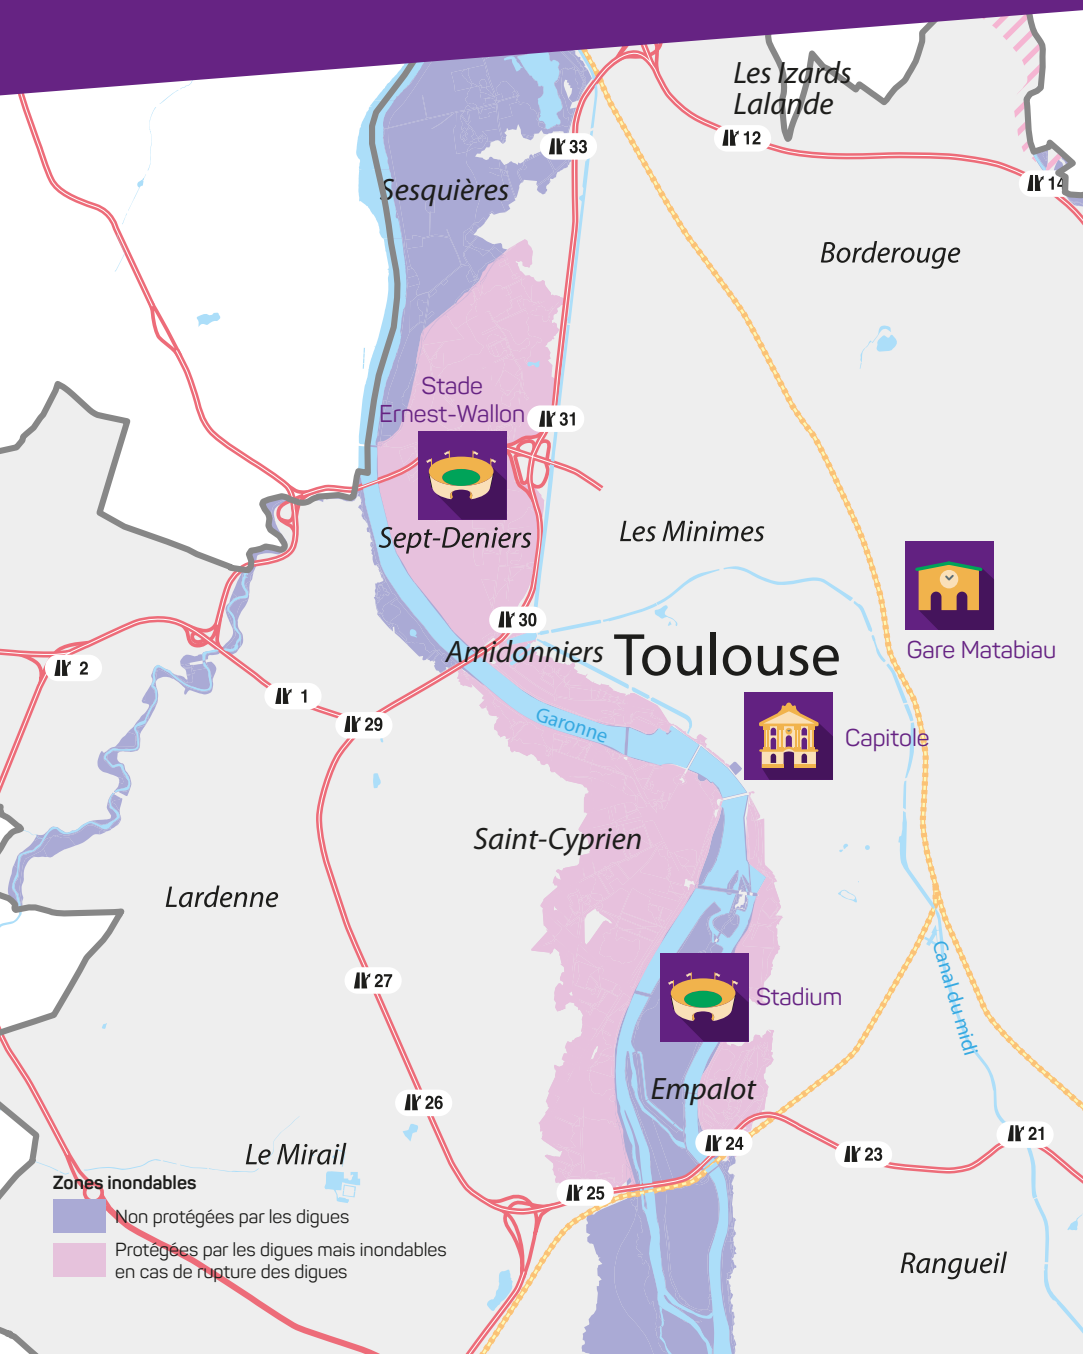 Les Izards
Lalande
12
33
14
Sesquières
Borderouge
Stade
Ernest-Wallon
31
Sept-Deniers
Les Minimes
30
Amidonniers
Toulouse
Gare Matabiau
2
1
29
Garonne
Capitole
Saint-Cyprien
Lardenne
27
Stadium
Canal du midi
Empalot
26
24
21
23
Le Mirail
25
Zones inondables
Non protégées par les digues
Protégées par les digues mais inondables
en cas de rupture des digues
Rangueil